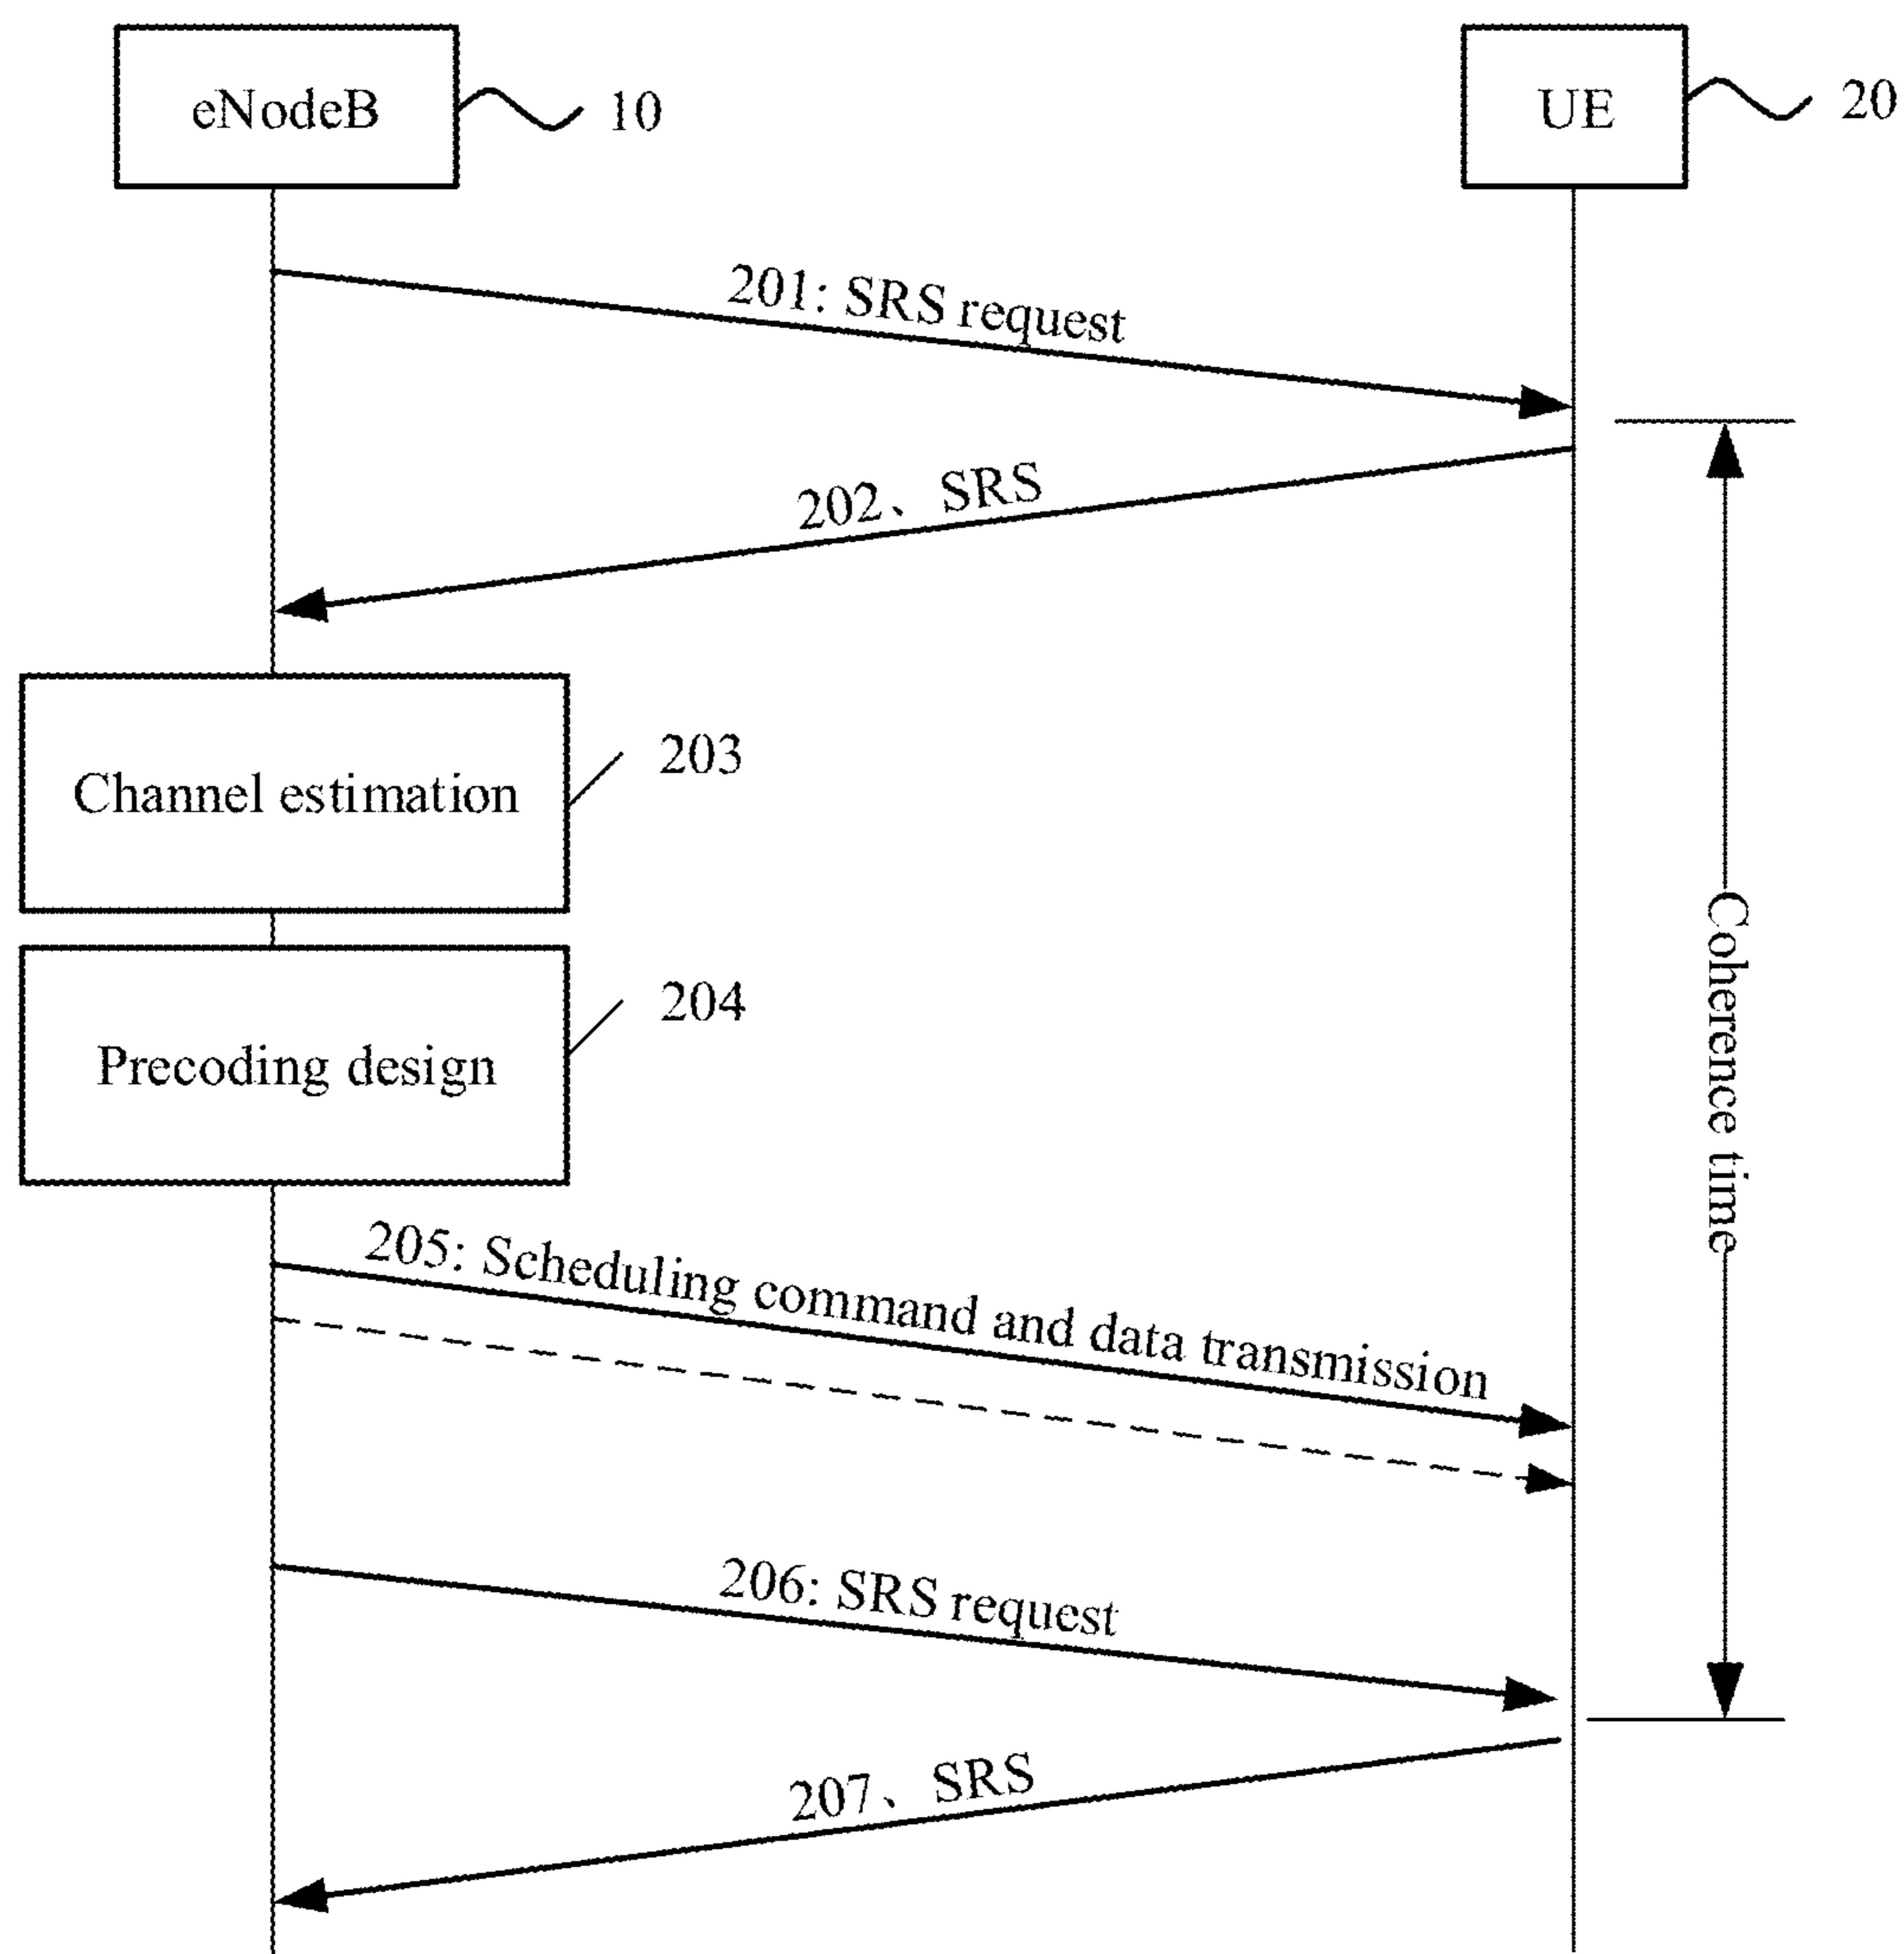 eNodeB
10
UE
20
201: SRS request
202、SRS
Channel estimation
203
Precoding design
204
Coherence time
205: Scheduling command and data transmission
206: SRS request
207、SRS